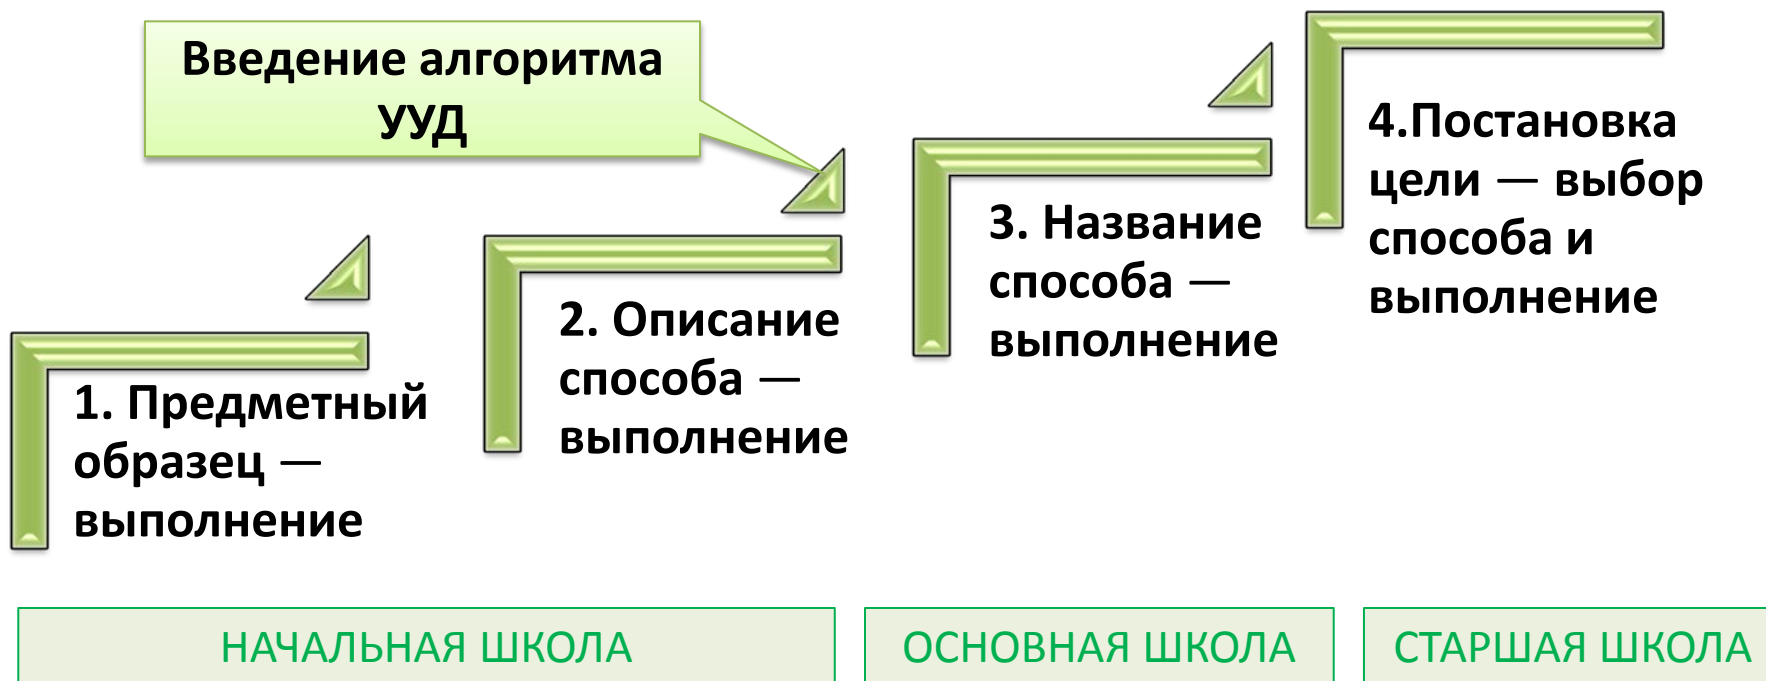 Введение алгоритма
УУД
1. Предметный
образец —
выполнение
2. Описание
способа —
выполнение
3. Название
способа —
выполнение
4.Постановка
цели — выбор
способа и
выполнение
НАЧАЛЬНАЯ ШКОЛА
ОСНОВНАЯ ШКОЛА
СТАРШАЯ ШКОЛА